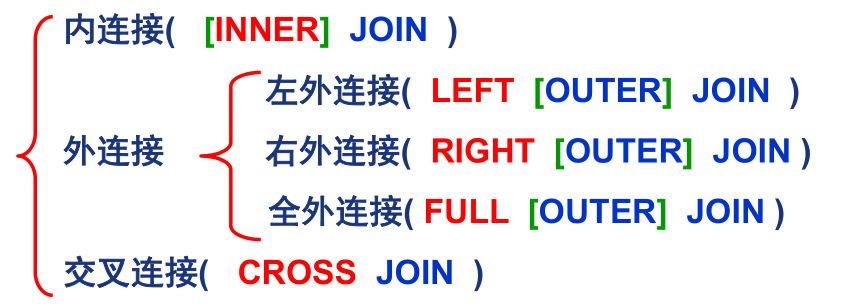 内连接( [INNER] JOIN )
左外连接( LEFT [OUTER] JOIN )
外连接
右外连接( RIGHT [OUTER] JOIN )
全外连接( FULL [OUTER] JOIN )
交叉连接( CROSS JOIN )